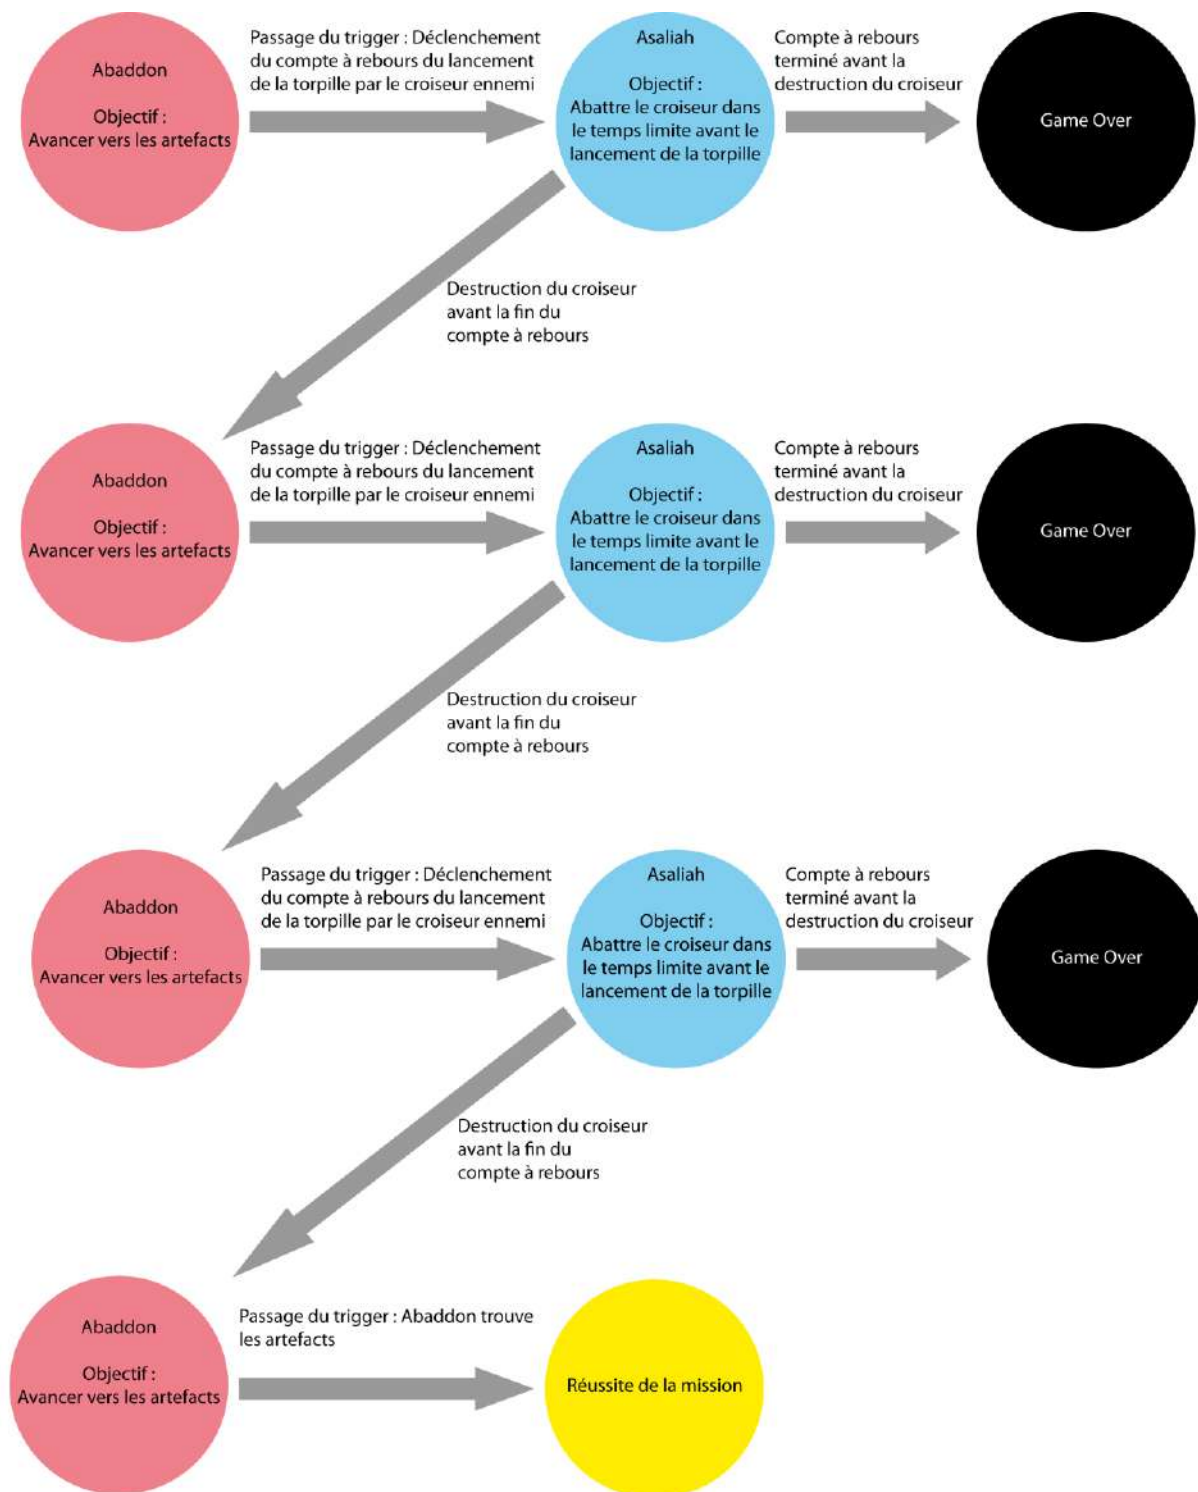 Abaddon
Objectif :
Avancer vers les artefacts
Passage du trigger : Déclenchement
du compte à rebours du lancement
de la torpille par le croiseur ennemi
Asaliah
Objectif :
Abattre le croiseur dans
le temps limite avant le
lancement de la torpille
Compte à rebours
terminé avant la
destruction du croiseur
Game Over
Destruction du croiseur
avant la fin du
compte à rebours
Abaddon
Objectif :
Avancer vers les artefacts
Passage du trigger : Déclenchement
du compte à rebours du lancement
de la torpille par le croiseur ennemi
Asaliah
Objectif :
Abattre le croiseur dans
le temps limite avant le
lancement de la torpille
Compte à rebours
terminé avant la
destruction du croiseur
Game Over
Destruction du croiseur
avant la fin du
compte à rebours
Abaddon
Objectif :
Avancer vers les artefacts
Passage du trigger : Déclenchement
du compte à rebours du lancement
de la torpille par le croiseur ennemi
Asaliah
Objectif :
Abattre le croiseur dans
le temps limite avant le
lancement de la torpille
Compte à rebours
terminé avant la
destruction du croiseur
Game Over
Destruction du croiseur
avant la fin du
compte à rebours
Abaddon
Objectif :
Avancer vers les artefacts
Passage du trigger : Abaddon trouve
les artefacts
Réussite de la mission